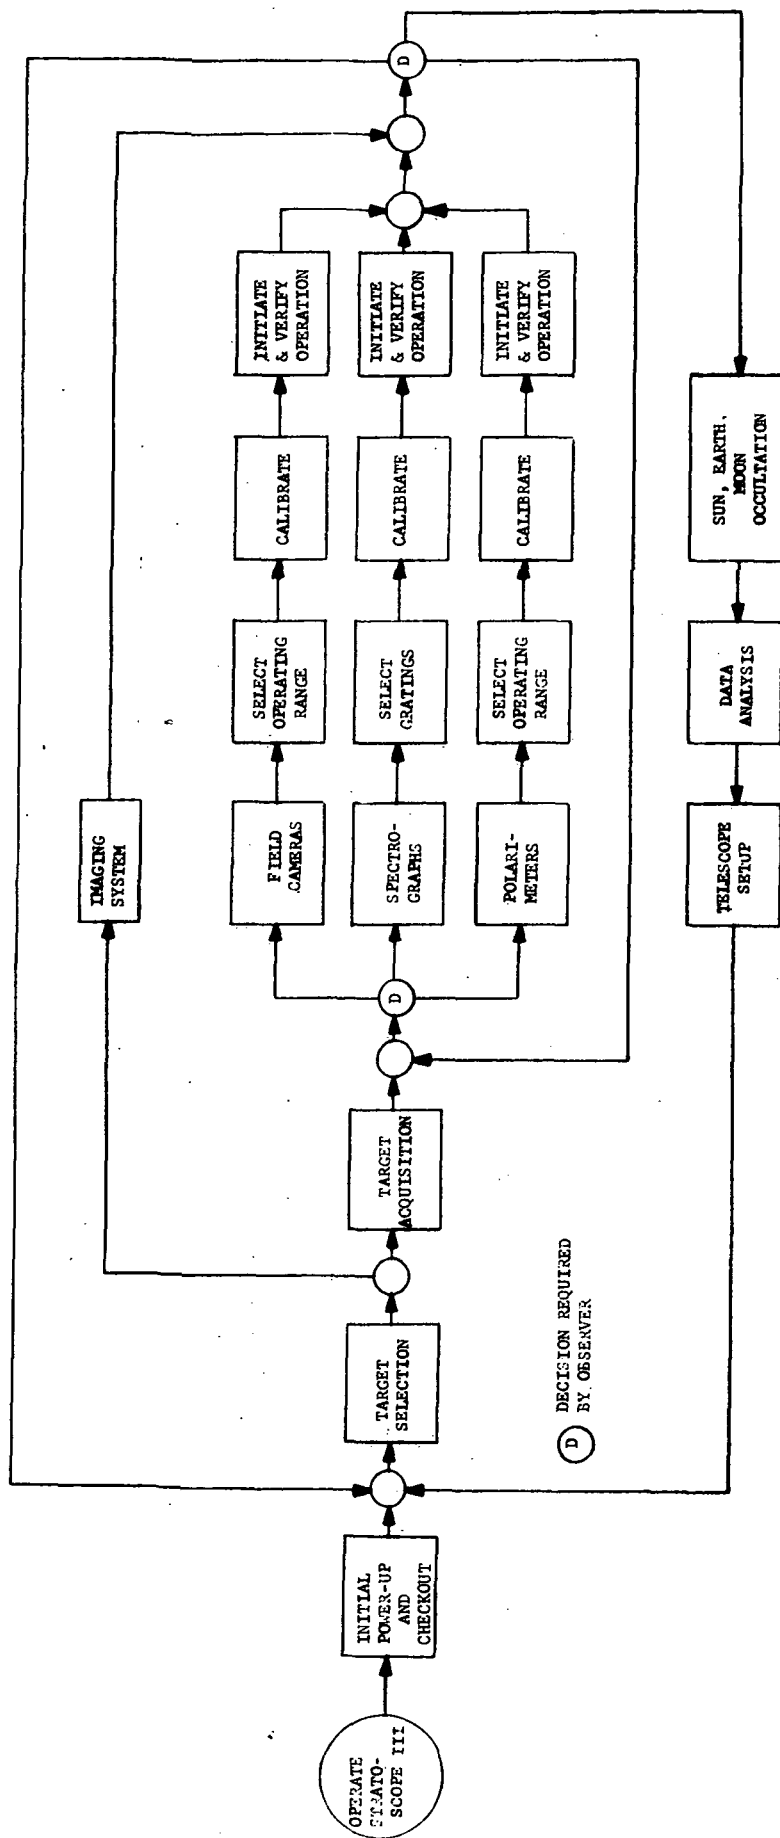 OPERATE
STRATO-
SCOPE III
INITIAL
POWER-UP
AND
CHECKOUT
TARGET
SELECTION
TARGET
ACQUISITION
IMAGING
SYSTEM
D
FIELD
CAMERAS
SELECT
OPERATING
RANGE
CALIBRATE
INITIATE
& VERIFY
OPERATION
SPECTRO-
GRAPHS
SELECT
GRATINGS
CALIBRATE
INITIATE
& VERIFY
OPERATION
POLARI-
METERS
SELECT
OPERATING
RANGE
CALIBRATE
INITIATE
& VERIFY
OPERATION
D
SUN, EARTH,
MOON
OCCULTATION
DATA
ANALYSIS
TELESCOPE
SETUP
D
DECISION REQUIRED
BY OBSERVER